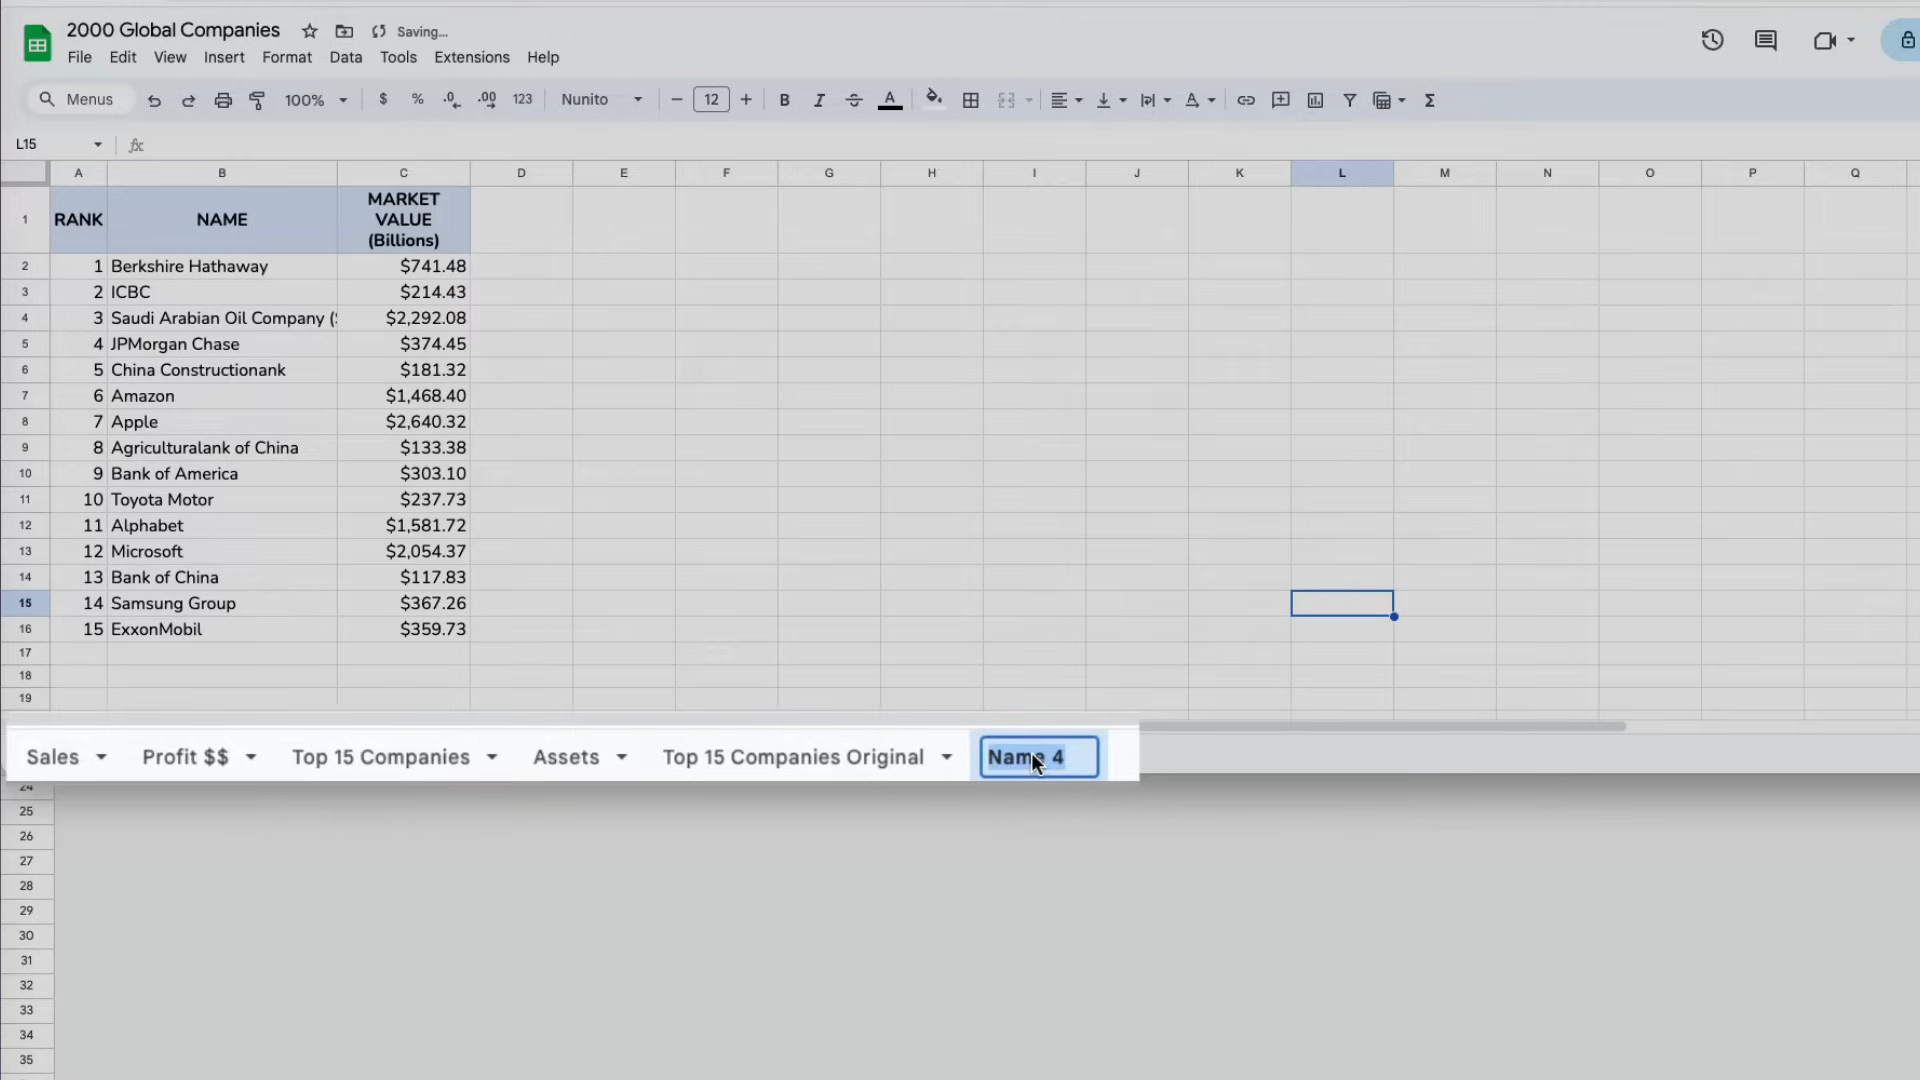 2000 Global Companies Saving...
File Edit View Insert Format Data Tools Extensions Help
Menus 100% $ % .0 .00 123 Nunito 12 B I A Σ
L15 fx
A B C D E F G H I J K L M N O P Q
1 RANK NAME MARKET VALUE (Billions)
2 1 Berkshire Hathaway $741.48
3 2 ICBC $214.43
4 3 Saudi Arabian Oil Company ( $2,292.08
5 4 JPMorgan Chase $374.45
6 5 China Constructionank $181.32
7 6 Amazon $1,468.40
8 7 Apple $2,640.32
9 8 Agriculturalank of China $133.38
10 9 Bank of America $303.10
11 10 Toyota Motor $237.73
12 11 Alphabet $1,581.72
13 12 Microsoft $2,054.37
14 13 Bank of China $117.83
15 14 Samsung Group $367.26
16 15 ExxonMobil $359.73
17
18
19
Sales Profit $$ Top 15 Companies Assets Top 15 Companies Original Name 4
24
25
26
27
28
29
30
31
32
33
34
35